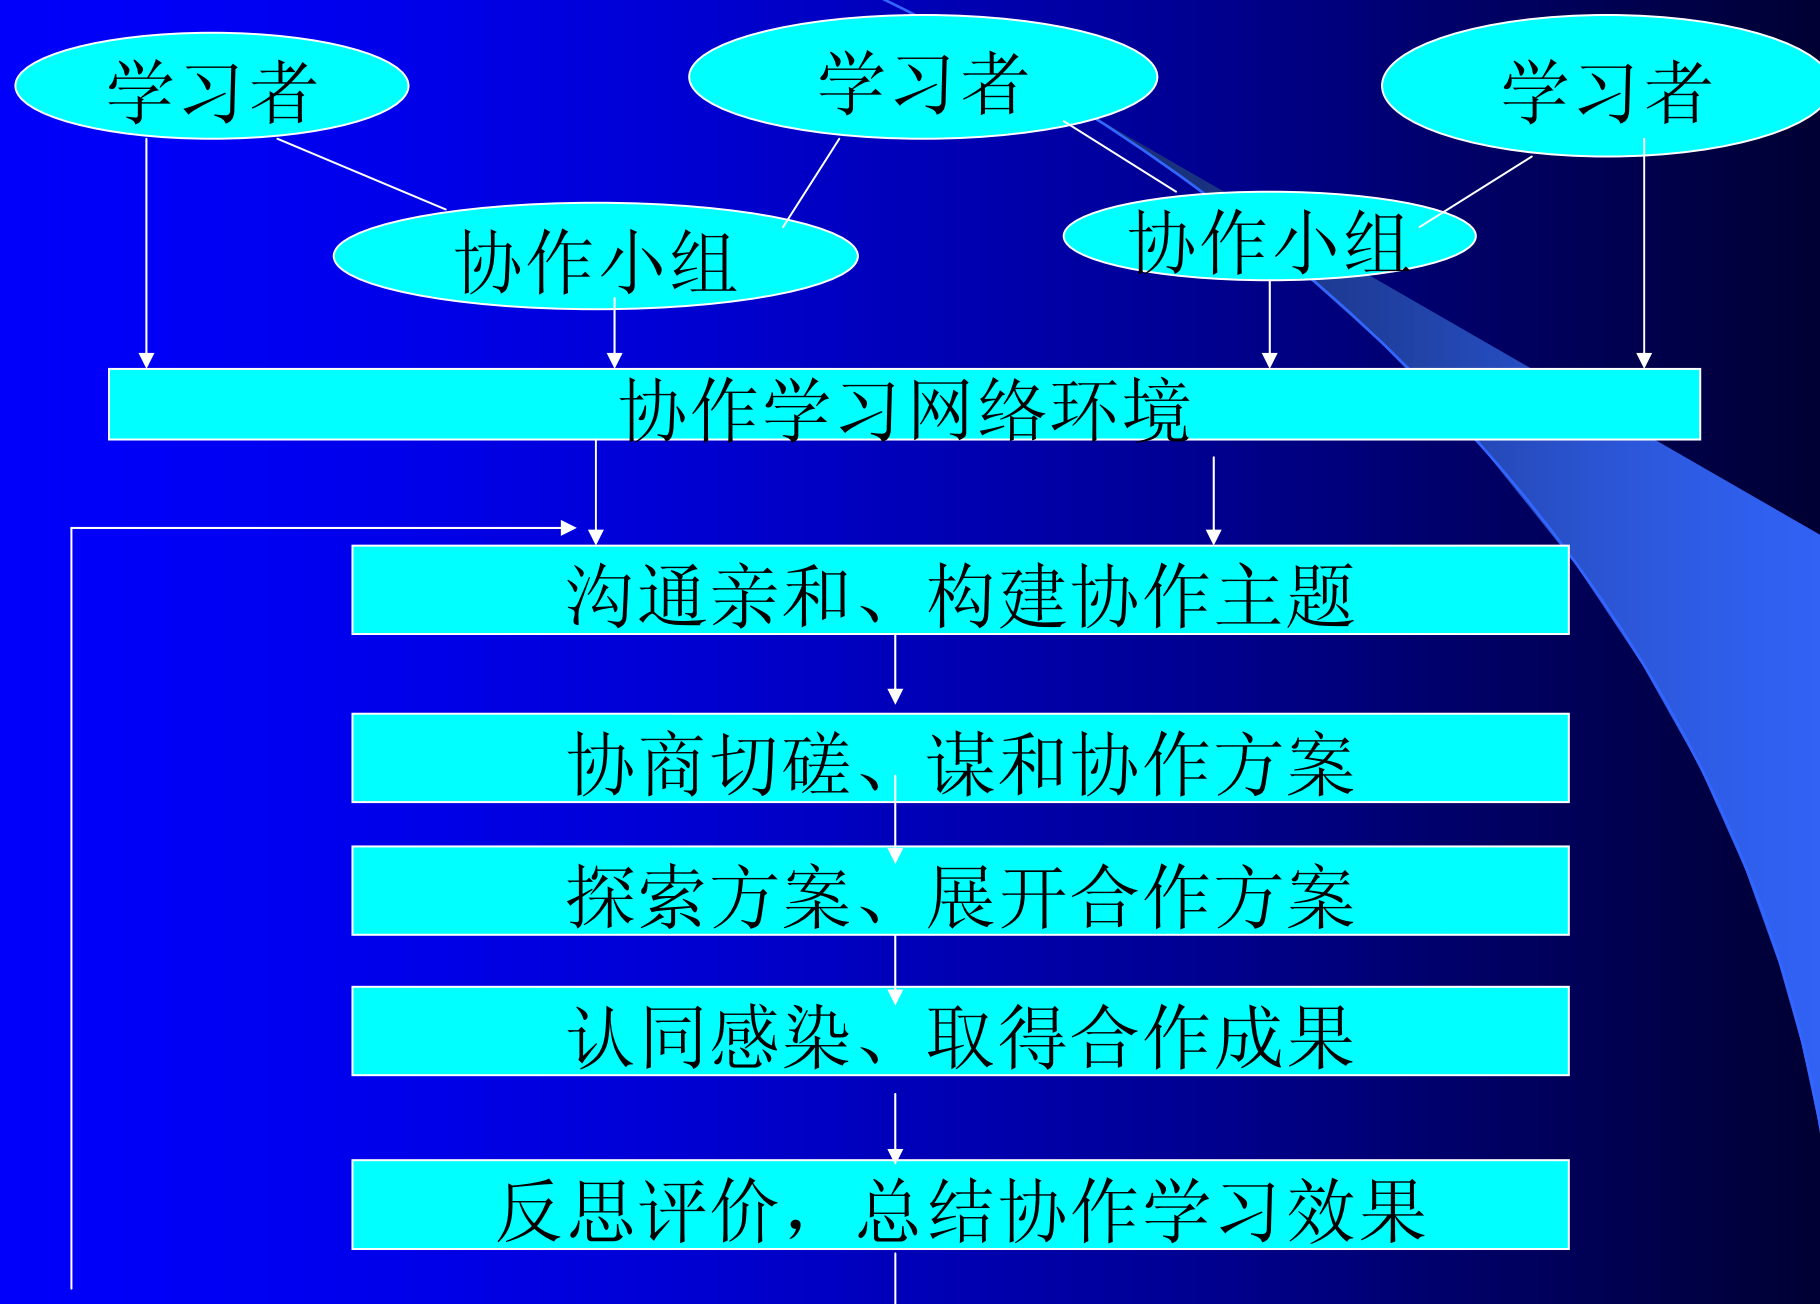 学习者
学习者
学习者
协作小组
协作小组
协作学习网络环境
沟通亲和、构建协作主题
协商切磋、谋和协作方案
探索方案、展开合作方案
认同感染、取得合作成果
反思评价，总结协作学习效果